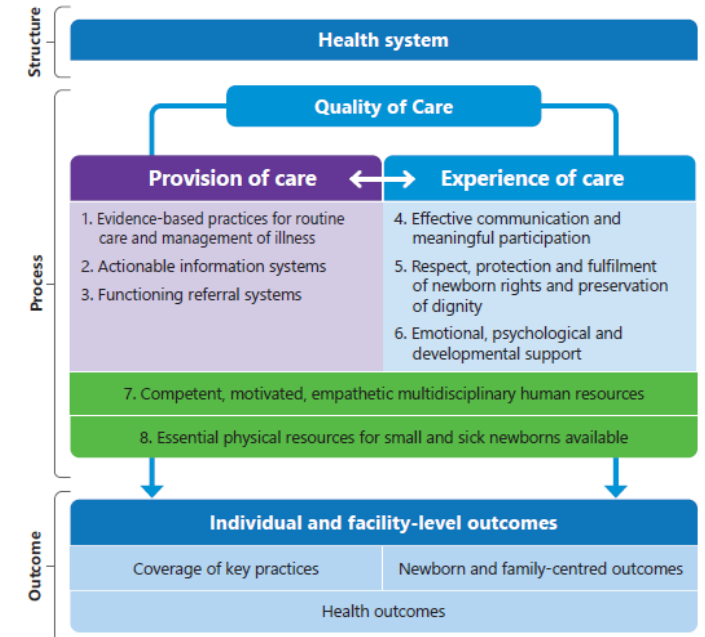 Structure
Health system
Process
Quality of Care
Provision of care
1. Evidence-based practices for routine
care and management of illness
2. Actionable information systems
3. Functioning referral systems
Experience of care
4. Effective communication and
meaningful participation
5. Respect, protection and fulfilment
of newborn rights and preservation
of dignity
6. Emotional, psychological and
developmental support
7. Competent, motivated, empathetic multidisciplinary human resources
8. Essential physical resources for small and sick newborns available
Outcome
Individual and facility-level outcomes
Coverage of key practices
Newborn and family-centred outcomes
Health outcomes